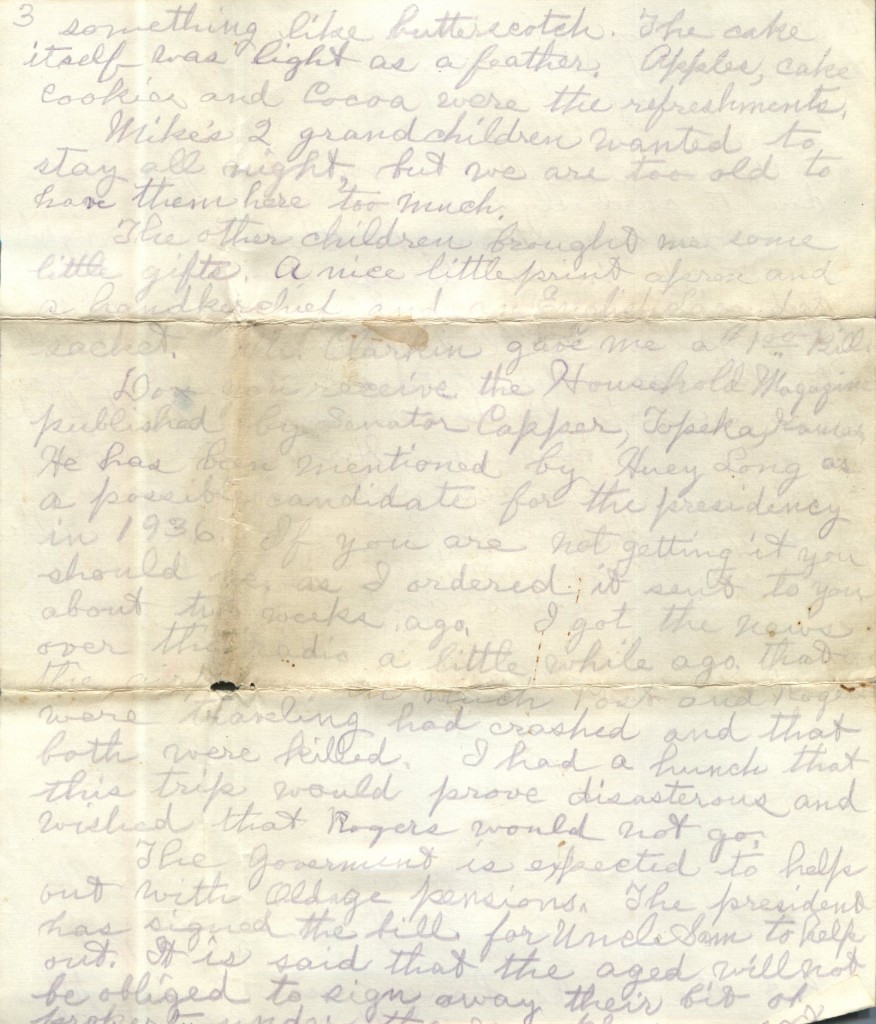 3
something like butterscotch. The cake
itself was light as a feather. Apples, cake
cookies, and Cocoa were the refreshments.
Mike's 2 grandchildren wanted to
stay all night, but we are too old to
have them here too much.
The other children brought me some
little gifts. A nice little print apron and
a handkerchief and
sachet. Clarkin gave me a 1.00 Bill.
Do you receive the Household Magazine
published by Senator Capper, Topeka, Kansas,
He has been mentioned by Huey Long as
a possible candidate for the presidency
in 1936. If you are not getting it you
should be, as I ordered it sent to you
about two weeks ago. I got the news
over the radio a little while ago that
the in which Post and Rogers
were traveling had crashed and that
both were killed. I had a hunch that
this trip would prove disasterous and
wished that Rogers would not go.
The Goverment is expected to help
out with Oldage pensions. The president
has signed the bill for Uncle Sam to help
out. It is said that the aged will not
be obliged to sign away their bit of
property under the